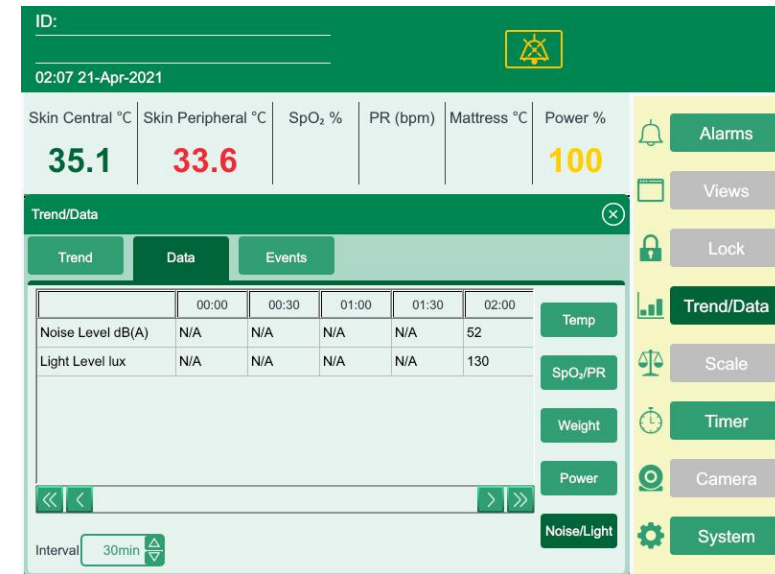 ID:
02:07 21-Apr-2021
Skin Central °C Skin Peripheral °C SpO₂ % PR (bpm) Mattress °C Power %
35.1 33.6 100
Alarms
Views
Lock
Trend/Data
Scale
Timer
Camera
System
Trend/Data
Trend Data Events
00:00 00:30 01:00 01:30 02:00
Noise Level dB(A) N/A N/A N/A N/A 52
Light Level lux N/A N/A N/A N/A 130
Temp
SpO₂/PR
Weight
Power
Noise/Light
Interval 30min